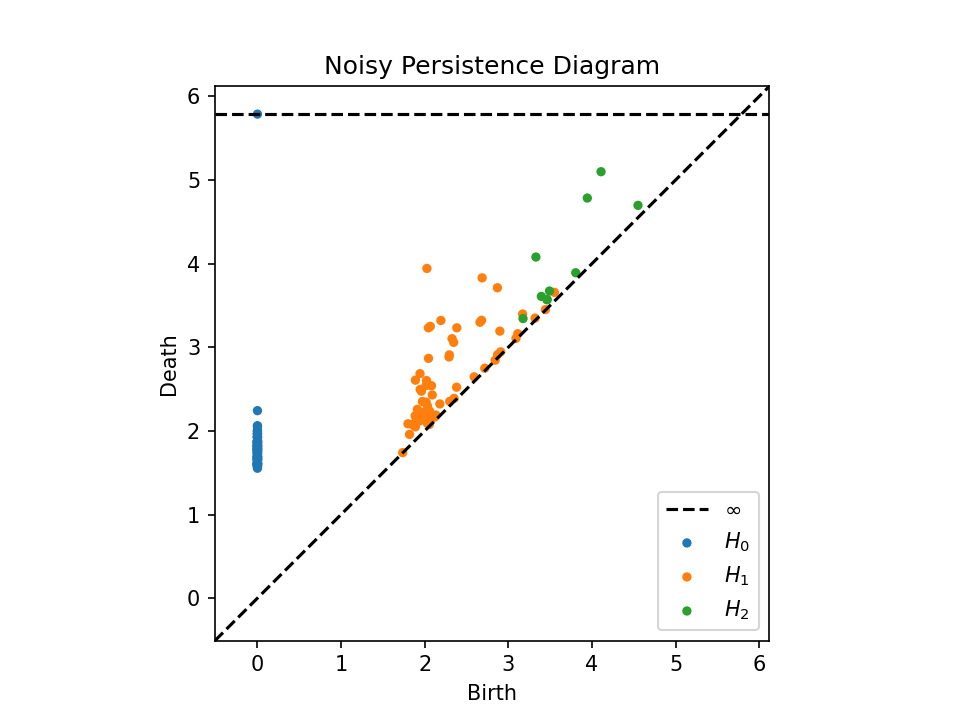 Noisy Persistence Diagram
6
5
4
3
2
1
0
Death
0 1 2 3 4 5 6
Birth
∞
H₀
H₁
H₂